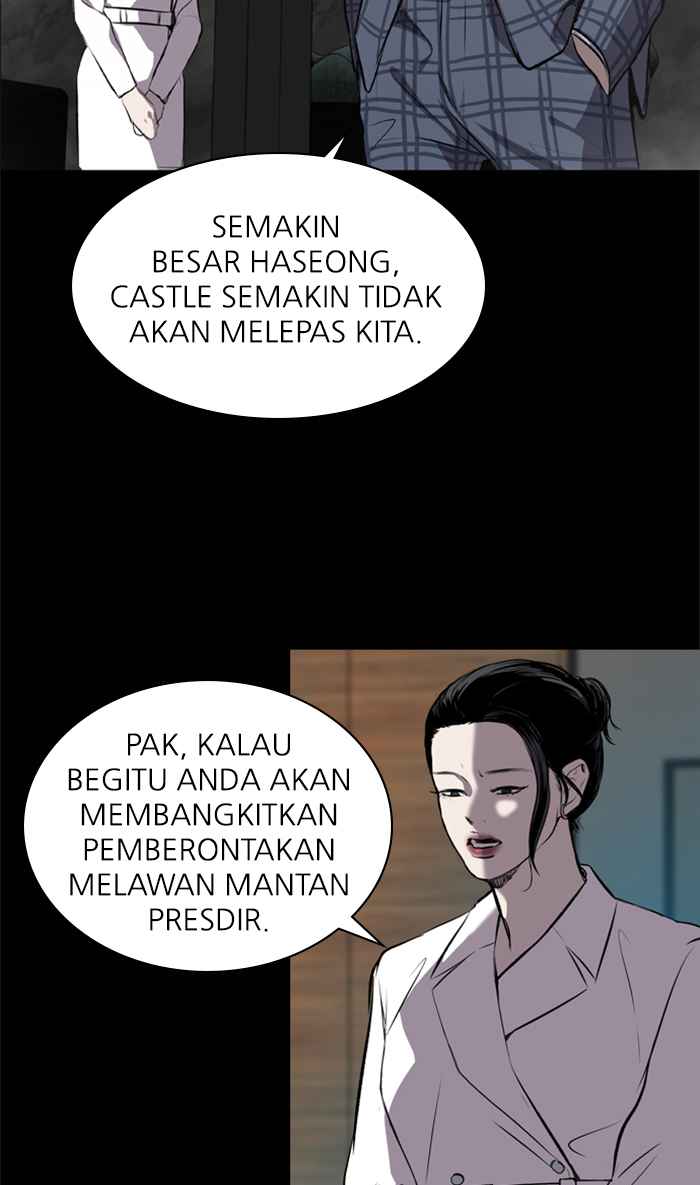 SEMAKIN
BESAR HASEONG,
CASTLE SEMAKIN TIDAK
AKAN MELEPAS KITA.
PAK, KALAU
BEGITU ANDA AKAN
MEMBANGKITKAN
PEMBERONTAKAN
MELAWAN MANTAN
PRESDIR.